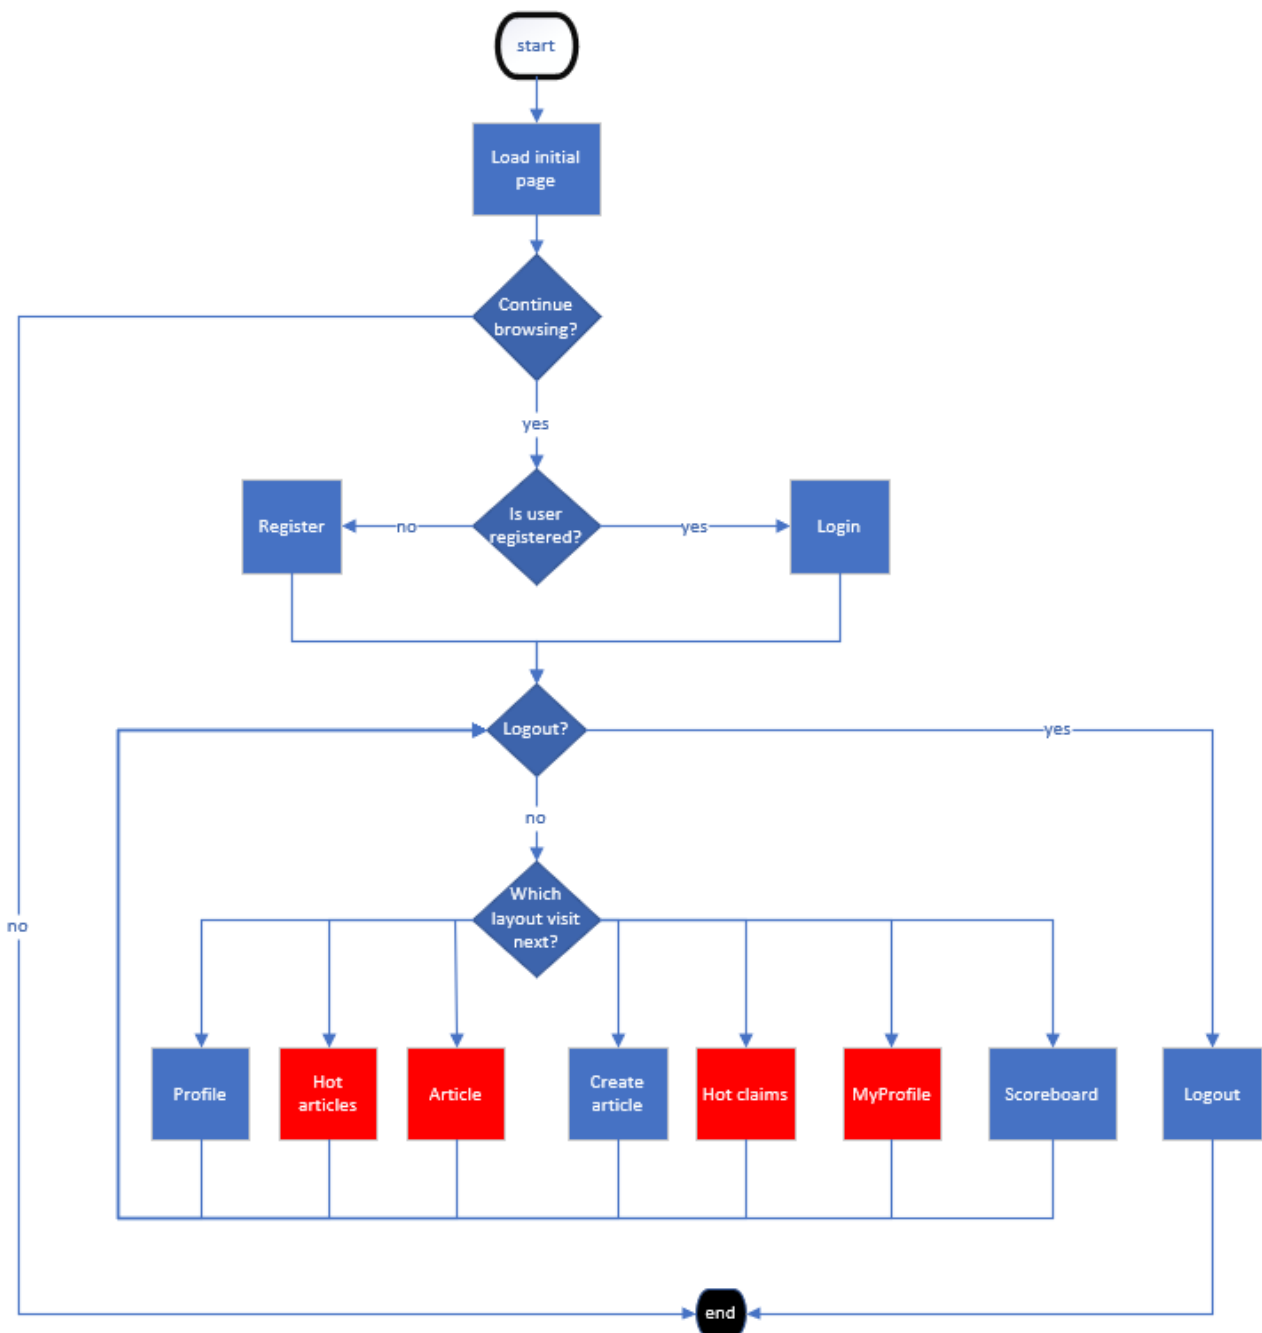 start
Load initial
page
Continue
browsing?
yes
Register
no
Is user
registered?
yes
Login
Logout?
yes
no
Which
layout visit
next?
no
Profile
Hot
articles
Article
Create
article
Hot claims
MyProfile
Scoreboard
Logout
end